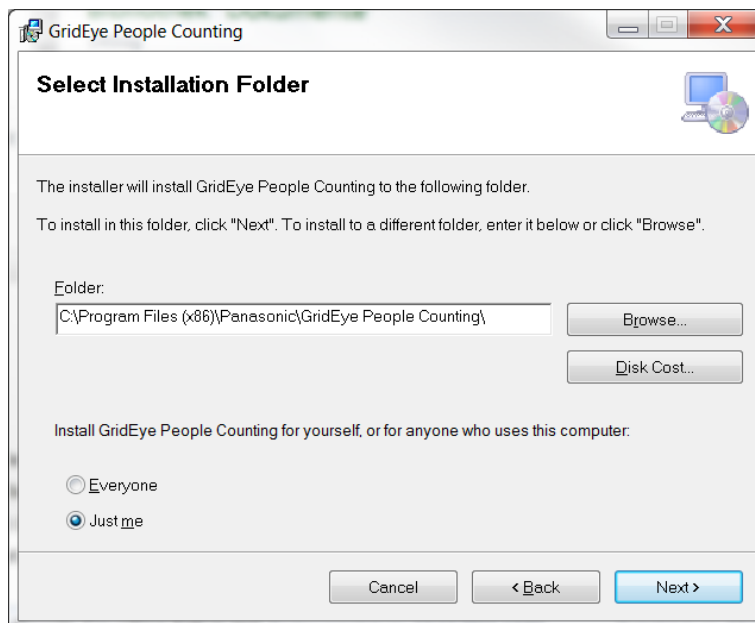 GridEye People Counting
Select Installation Folder
The installer will install GridEye People Counting to the following folder.
To install in this folder, click "Next". To install to a different folder, enter it below or click "Browse".
Folder:
C:\Program Files (x86)\Panasonic\GridEye People Counting\
Browse...
Disk Cost...
Install GridEye People Counting for yourself, or for anyone who uses this computer:
Everyone
Just me
Cancel
< Back
Next >